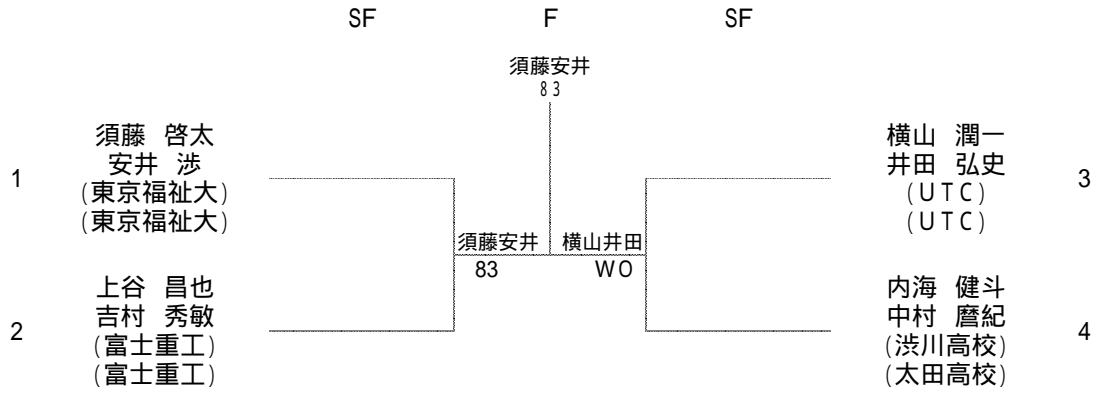 SF F SF
須藤安井
8 3
須藤 啓太
安井 渉
1
(東京福祉大)
(東京福祉大)
横山 潤一
井田 弘史
(UTC)
(UTC)
3
須藤安井
83
横山井田
WO
上谷 昌也
吉村 秀敏
2
(富士重工)
(富士重工)
内海 健斗
中村 麿紀
(渋川高校)
(太田高校)
4